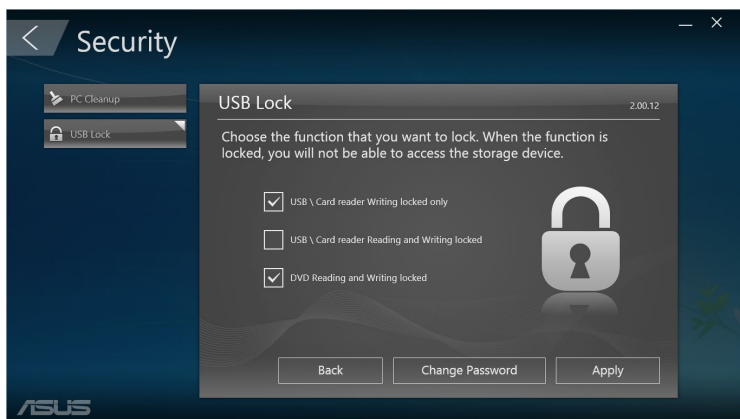 Security
PC Cleanup
USB Lock
USB Lock
2.00.12
Choose the function that you want to lock. When the function is
locked, you will not be able to access the storage device.
USB \ Card reader Writing locked only
USB \ Card reader Reading and Writing locked
DVD Reading and Writing locked
Back
Change Password
Apply
ASUS